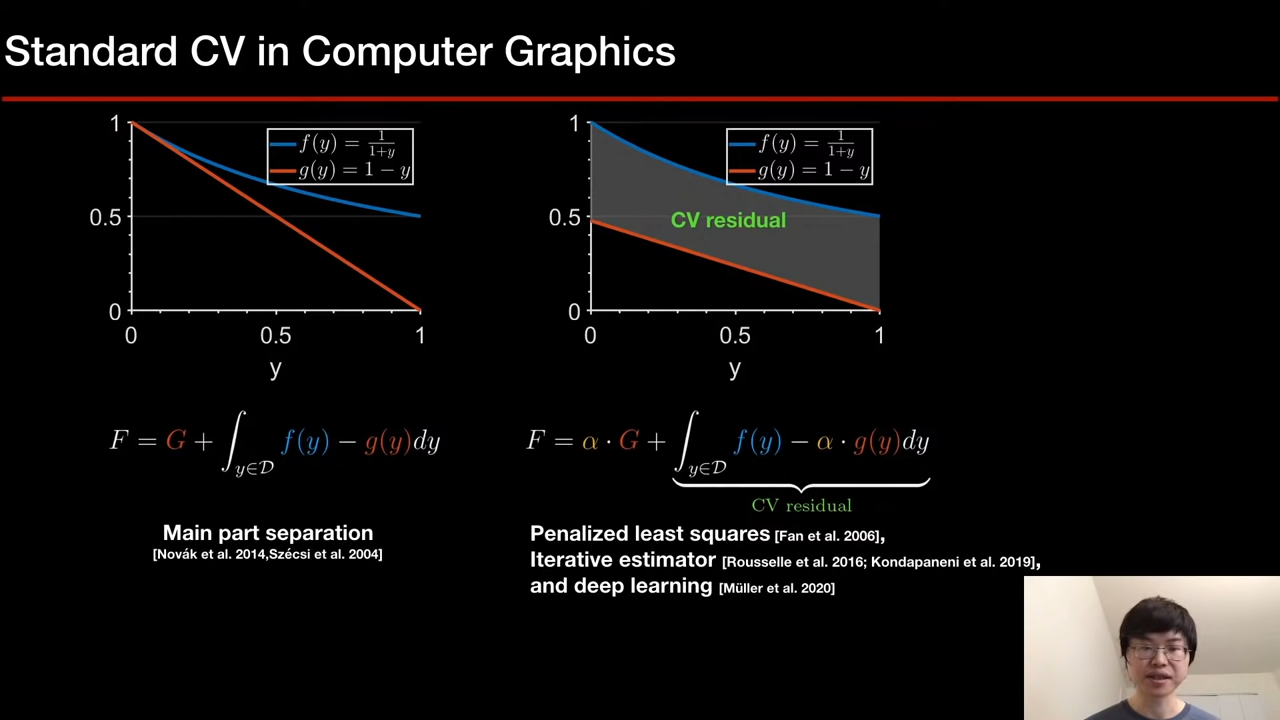 Standard CV in Computer Graphics
1
0.5
0
0 0.5 1
y
f(y) = \frac{1}{1+y}
g(y) = 1 − y
1
0.5
0
0 0.5 1
y
f(y) = \frac{1}{1+y}
g(y) = 1 − y
CV residual
F = G + ∫_{y∈𝒟} f(y) − g(y)dy
Main part separation
[Novák et al. 2014,Szécsi et al. 2004]
F = α · G + ∫_{y∈𝒟} f(y) − α · g(y)dy
CV residual
Penalized least squares [Fan et al. 2006],
Iterative estimator [Rousselle et al. 2016; Kondapaneni et al. 2019],
and deep learning [Müller et al. 2020]